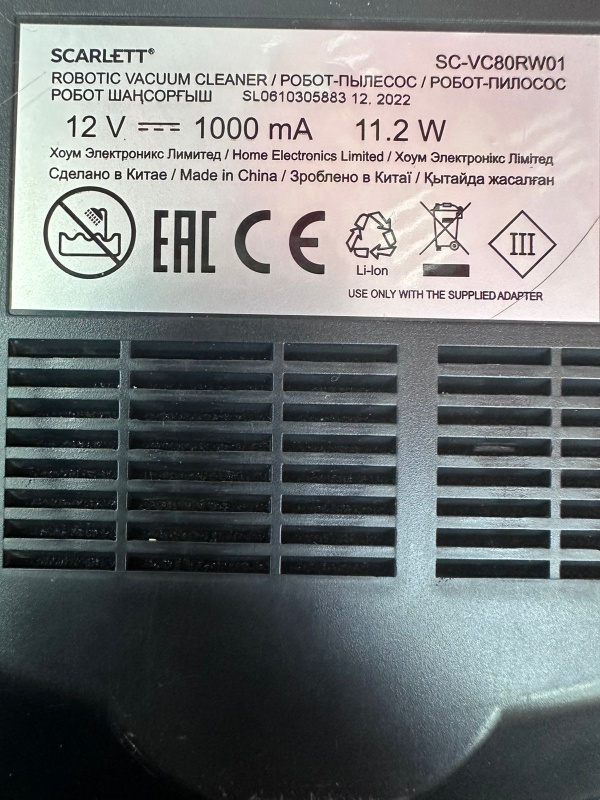 SCARLETT®
SC-VC80RW01
ROBOTIC VACUUM CLEANER / РОБОТ-ПЫЛЕСОС / РОБОТ-ПИЛОСОС
РОБОТ ШАҢСОРҒЫШ SL0610305883 12. 2022
12 V ⎓ 1000 mA 11.2 W
Хоум Электроникс Лимитед / Home Electronics Limited / Хоум Электронікс Лімітед
Сделано в Китае / Made in China / Зроблено в Китаї / Қытайда жасалған
EAC CE III
Li-Ion
USE ONLY WITH THE SUPPLIED ADAPTER